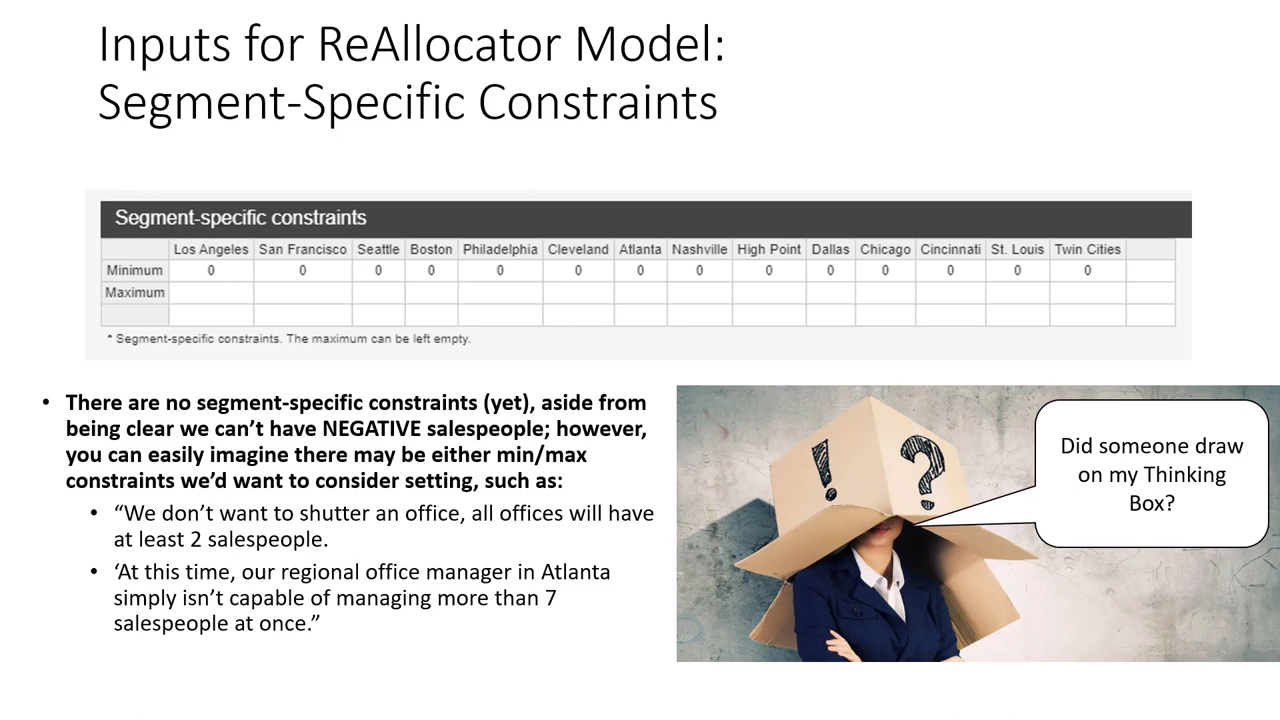 Inputs for ReAllocator Model:
Segment-Specific Constraints
Segment-specific constraints
Los Angeles San Francisco Seattle Boston Philadelphia Cleveland Atlanta Nashville High Point Dallas Chicago Cincinnati St. Louis Twin Cities
Minimum 0 0 0 0 0 0 0 0 0 0 0 0 0 0
Maximum
* Segment-specific constraints. The maximum can be left empty.
• There are no segment-specific constraints (yet), aside from
being clear we can't have NEGATIVE salespeople; however,
you can easily imagine there may be either min/max
constraints we'd want to consider setting, such as:
• “We don't want to shutter an office, all offices will have
at least 2 salespeople.
• ‘At this time, our regional office manager in Atlanta
simply isn't capable of managing more than 7
salespeople at once.”
! ?
Did someone draw
on my Thinking
Box?